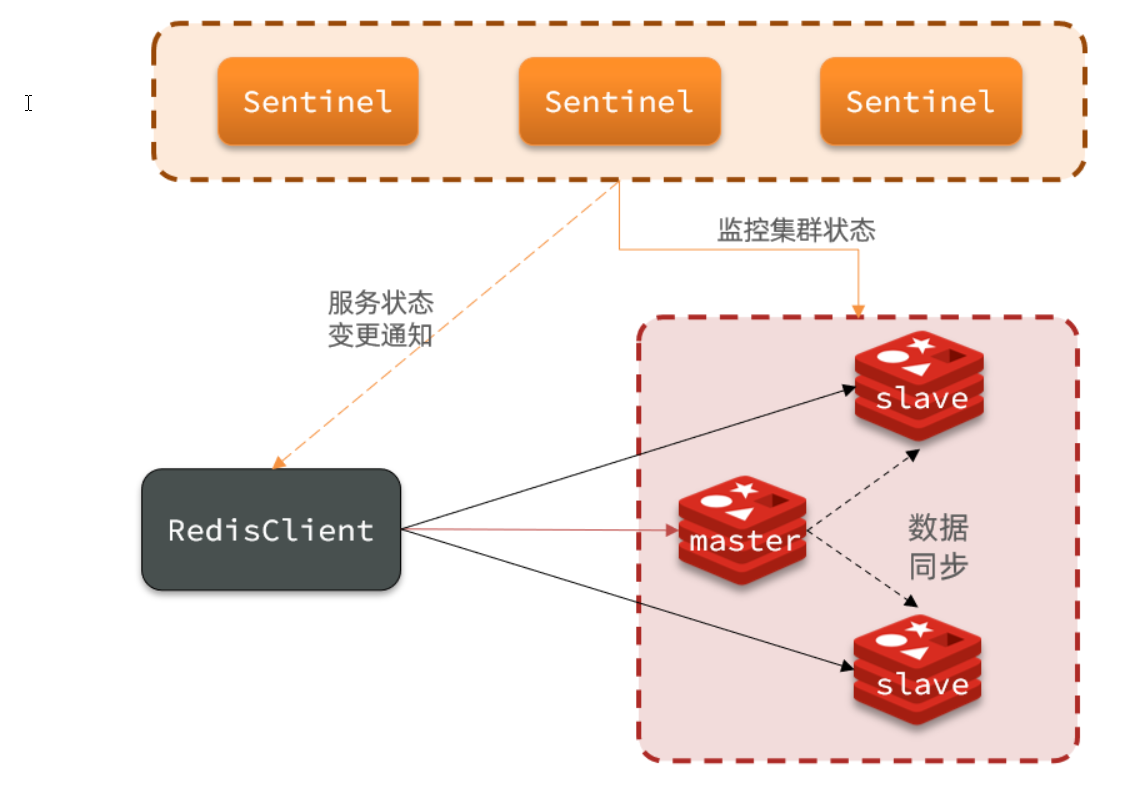 Sentinel
Sentinel
Sentinel
监控集群状态
服务状态
变更通知
slave
RedisClient
master
数据
同步
slave